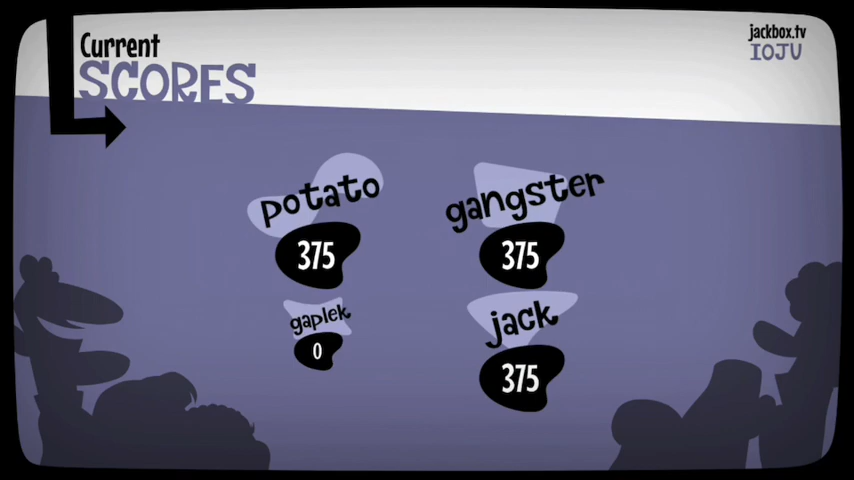 Current
SCORES
jackbox.tv
IOJU
potato
375
gangster
375
gaplek
0
jack
375